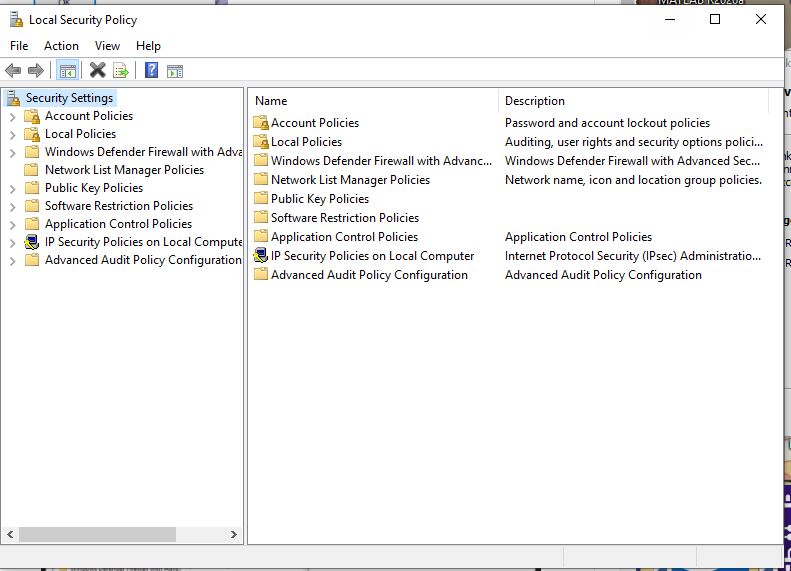 MATLAB R2020a
Local Security Policy
File Action View Help
Security Settings
Account Policies
Local Policies
Windows Defender Firewall with Adva
Network List Manager Policies
Public Key Policies
Software Restriction Policies
Application Control Policies
IP Security Policies on Local Compute
Advanced Audit Policy Configuration
Name Description
Account Policies Password and account lockout policies
Local Policies Auditing, user rights and security options polici...
Windows Defender Firewall with Advanc... Windows Defender Firewall with Advanced Sec...
Network List Manager Policies Network name, icon and location group policies.
Public Key Policies
Software Restriction Policies
Application Control Policies Application Control Policies
IP Security Policies on Local Computer Internet Protocol Security (IPsec) Administratio...
Advanced Audit Policy Configuration Advanced Audit Policy Configuration